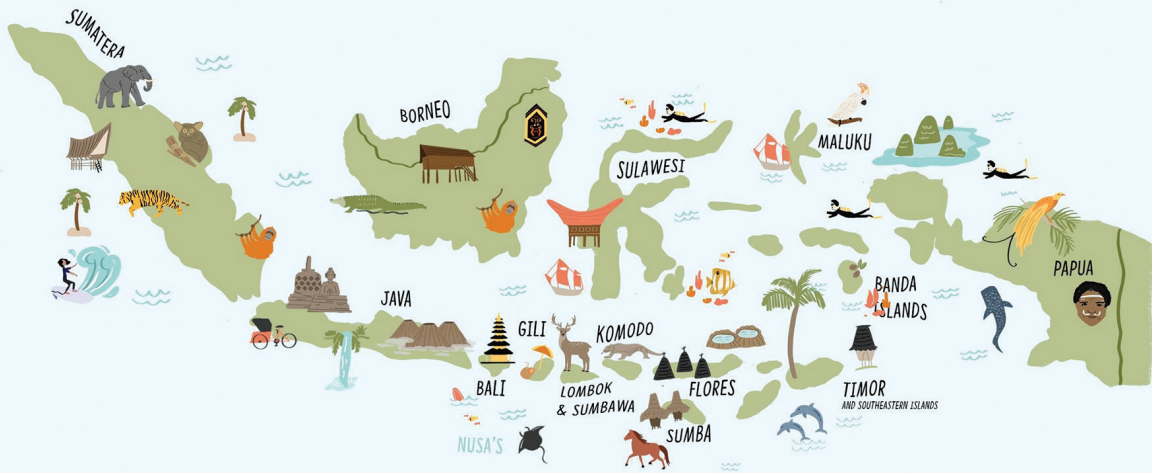 SUMATERA
BORNEO
SULAWESI
MALUKU
PAPUA
BANDA
ISLANDS
JAVA
GILI
KOMODO
BALI
LOMBOK
& SUMBAWA
FLORES
TIMOR
AND SOUTHEASTERN ISLANDS
SUMBA
NUSA'S